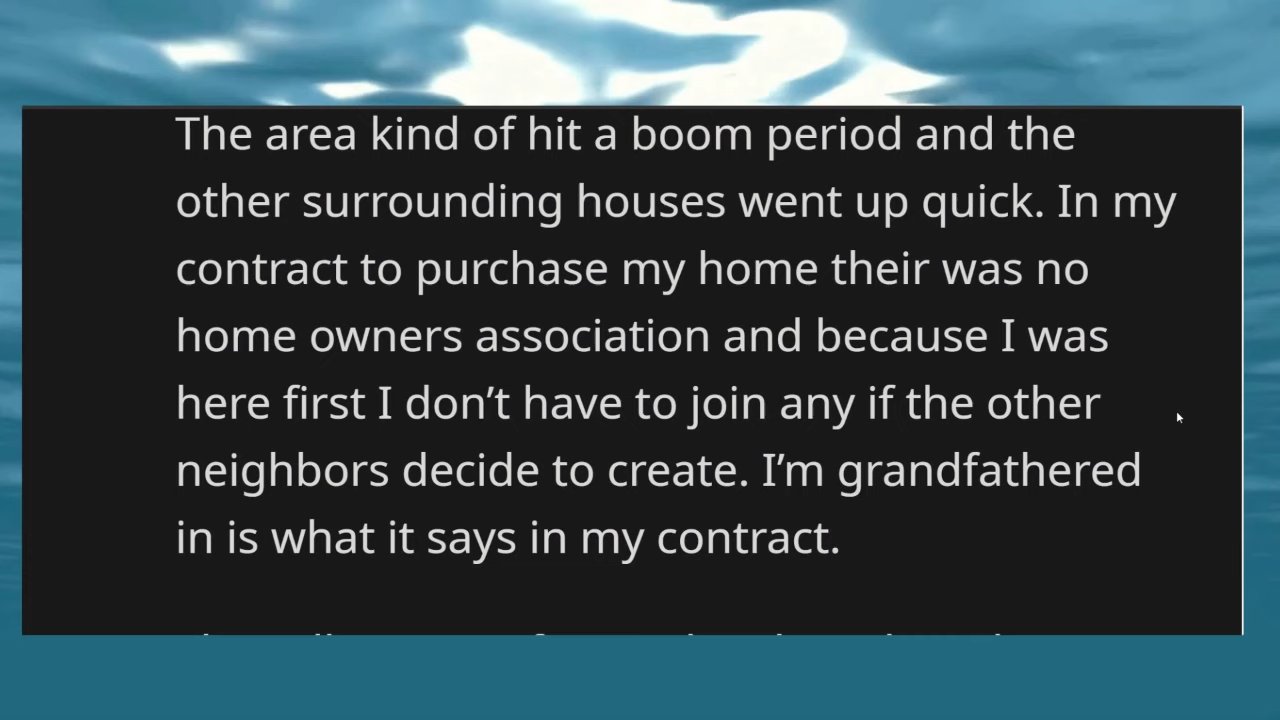 The area kind of hit a boom period and the
other surrounding houses went up quick. In my
contract to purchase my home their was no
home owners association and because I was
here first I don’t have to join any if the other
neighbors decide to create. I’m grandfathered
in is what it says in my contract.